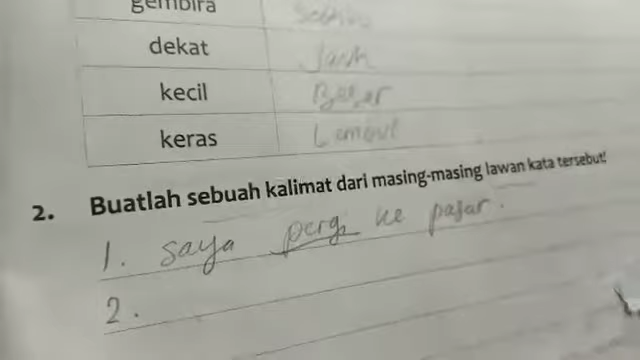 gembira
dekat Jauh
kecil Besar
keras Lembut
2. Buatlah sebuah kalimat dari masing-masing lawan kata tersebut!
1. saya pergi ke pasar.
2.